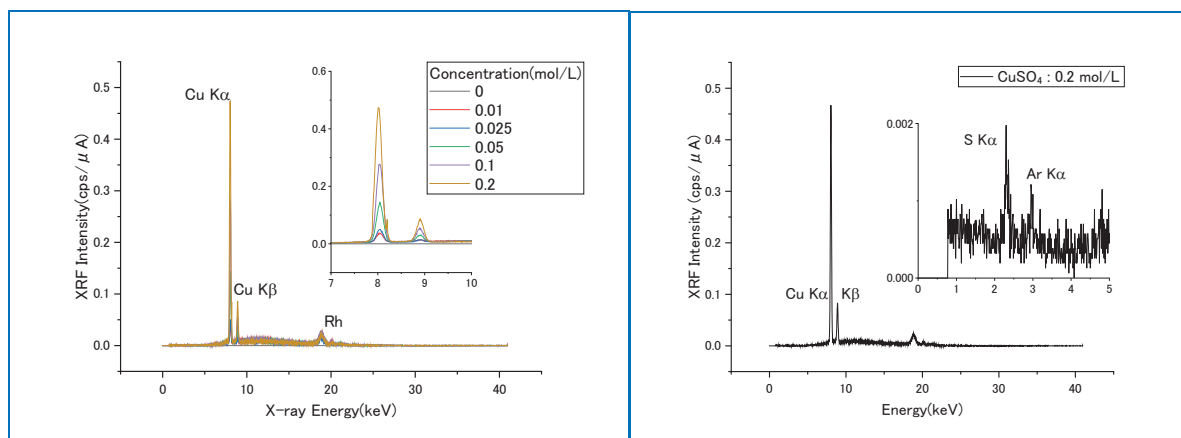 0.5
0.4
0.3
0.2
0.1
0.0
XRF Intensity(cps/μA)
Cu Kα
Cu Kβ
Rh
0 10 20 30 40
X-ray Energy(keV)
0.6
0.4
0.2
0.0
7 8 9 10
Concentration(mol/L)
0
0.01
0.025
0.05
0.1
0.2
0.5
0.4
0.3
0.2
0.1
0.0
XRF Intensity (cps/μA)
CuSO₄ : 0.2 mol/L
0.002
0.000
S Kα
Ar Kα
0 1 2 3 4 5
Cu Kα Kβ
0 10 20 30 40
Energy(keV)